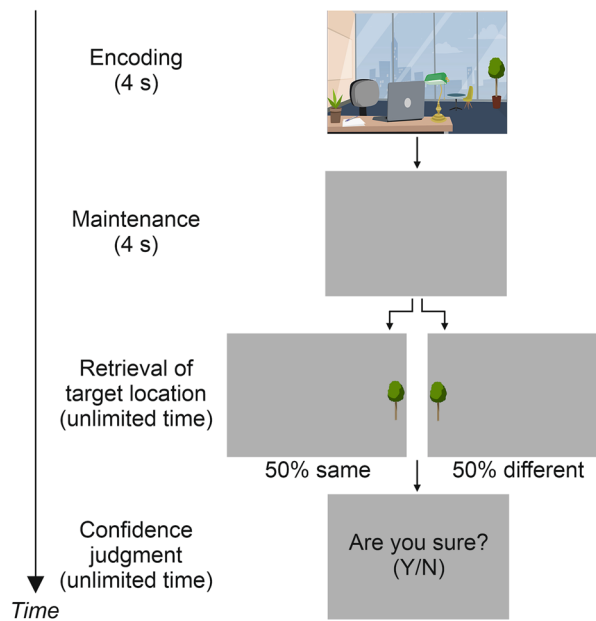 Encoding
(4 s)
Maintenance
(4 s)
Retrieval of
target location
(unlimited time)
50% same
50% different
Confidence
judgment
(unlimited time)
Are you sure?
(Y/N)
Time